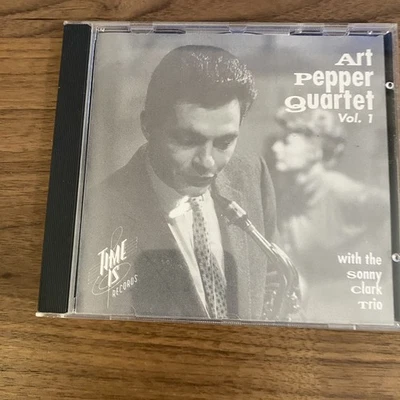 Art
Pepper
Quartet
Vol. 1
TIME
IS
RECORDS
with the
Sonny
Clark
Trio